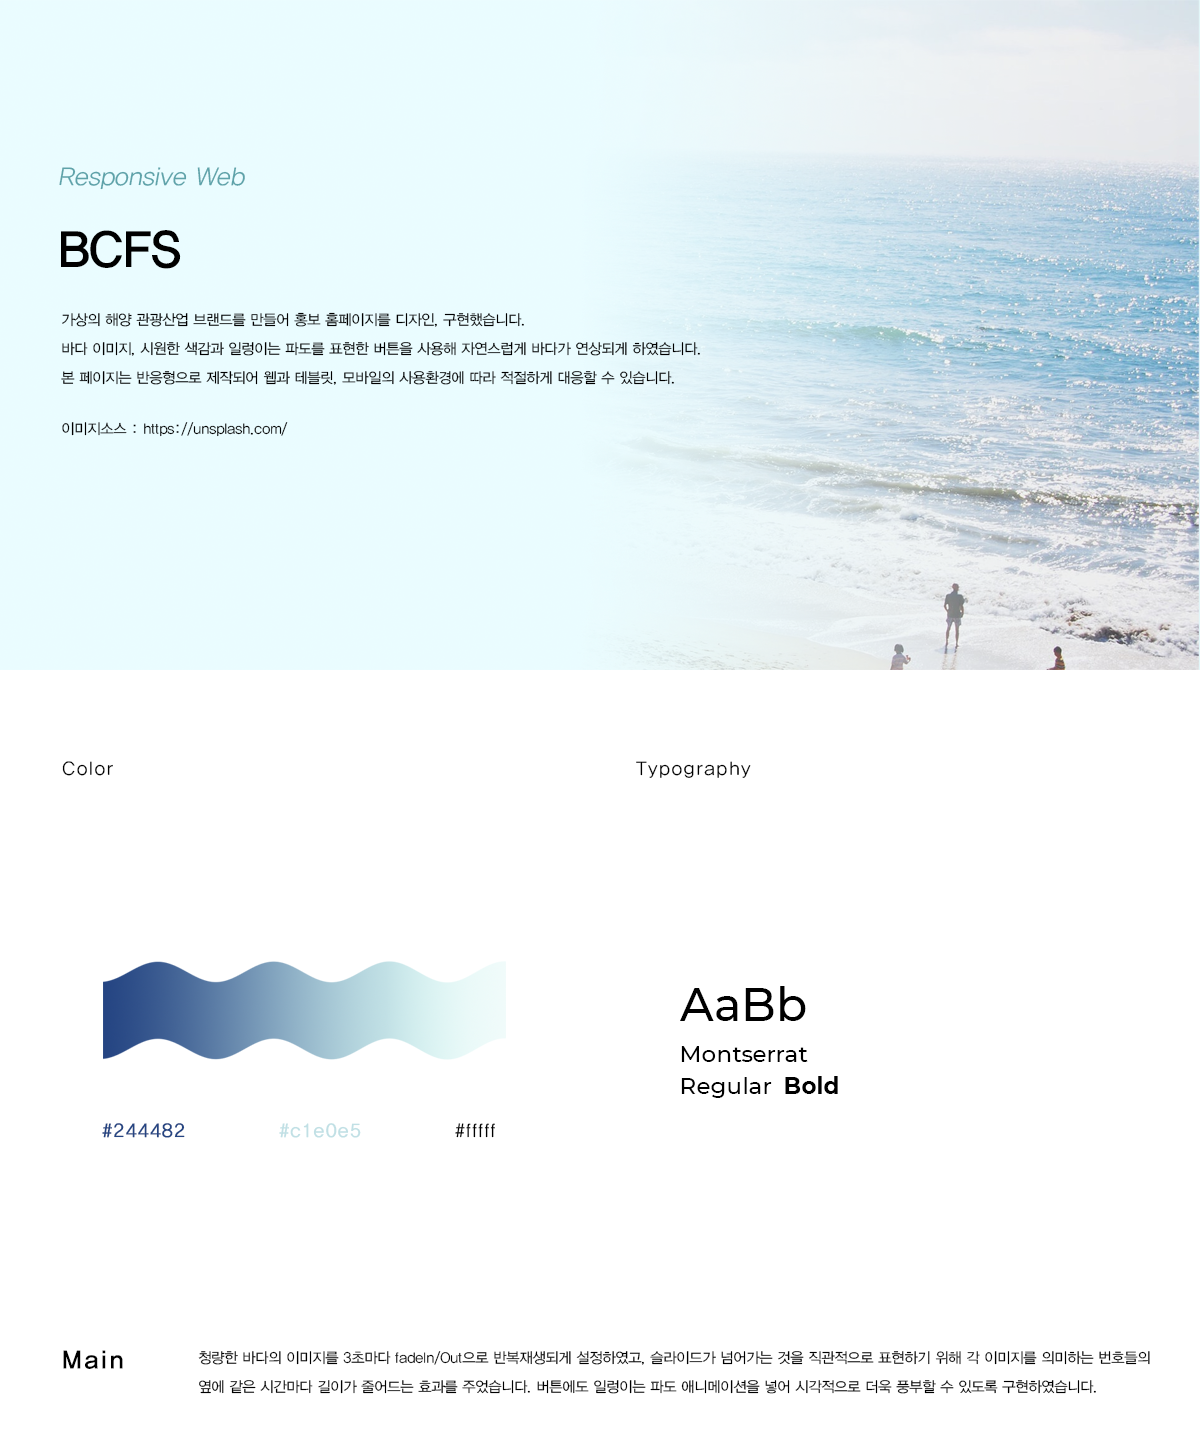 Responsive Web
BCFS
가상의 해양 관광산업 브랜드를 만들어 홍보 홈페이지를 디자인, 구현했습니다.
바다 이미지, 시원한 색감과 일렁이는 파도를 표현한 버튼을 사용해 자연스럽게 바다가 연상되게 하였습니다.
본 페이지는 반응형으로 제작되어 웹과 테블릿, 모바일의 사용환경에 따라 적절하게 대응할 수 있습니다.
이미지소스 : https://unsplash.com/
Color
Typography
AaBb
Montserrat
Regular Bold
#244482
#c1e0e5
#fffff
Main
청량한 바다의 이미지를 3초마다 fadeIn/Out으로 반복재생되게 설정하였고, 슬라이드가 넘어가는 것을 직관적으로 표현하기 위해 각 이미지를 의미하는 번호들의
옆에 같은 시간마다 길이가 줄어드는 효과를 주었습니다. 버튼에도 일렁이는 파도 애니메이션을 넣어 시각적으로 더욱 풍부할 수 있도록 구현하였습니다.